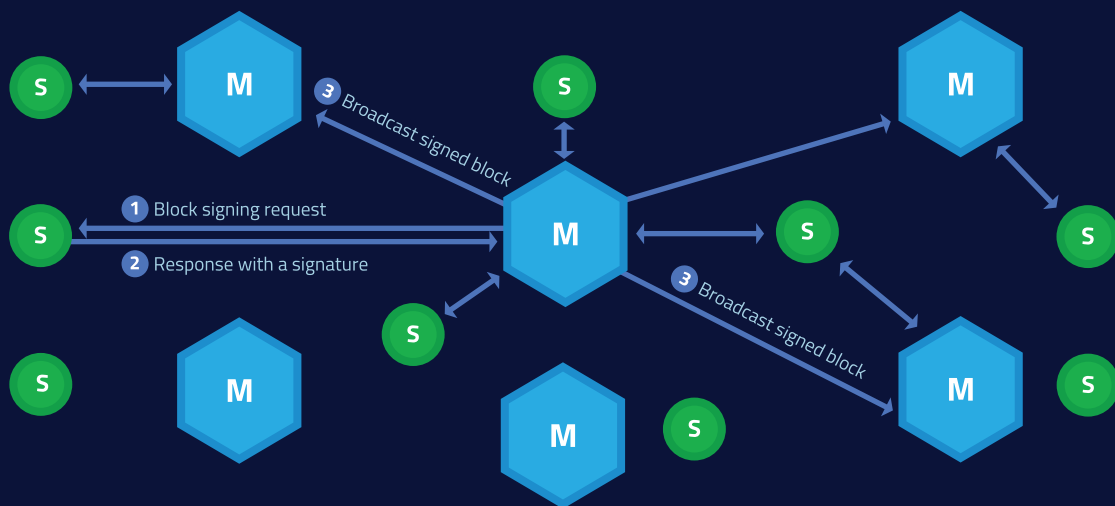 S
M
S
M
3 Broadcast signed block
1 Block signing request
S
M
S
S
2 Response with a signature
3 Broadcast signed block
S
S
M
M
S
M
S